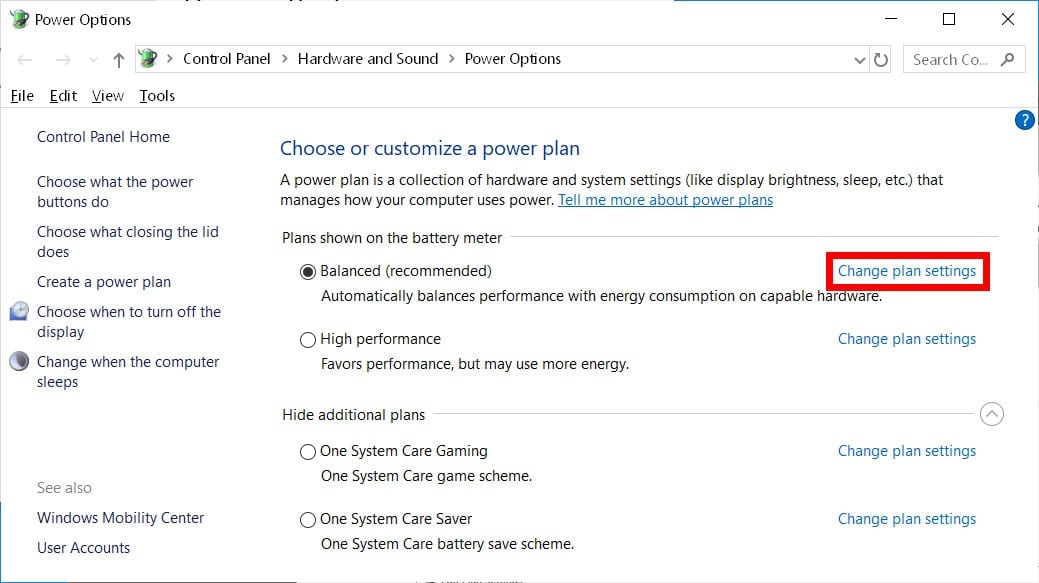 Power Options
Control Panel > Hardware and Sound > Power Options
Search Co...
File Edit View Tools
?
Control Panel Home
Choose what the power
buttons do
Choose what closing the lid
does
Create a power plan
Choose when to turn off the
display
Change when the computer
sleeps
See also
Windows Mobility Center
User Accounts
Choose or customize a power plan
A power plan is a collection of hardware and system settings (like display brightness, sleep, etc.) that
manages how your computer uses power. Tell me more about power plans
Plans shown on the battery meter
Balanced (recommended) Change plan settings
Automatically balances performance with energy consumption on capable hardware.
High performance Change plan settings
Favors performance, but may use more energy.
Hide additional plans
One System Care Gaming Change plan settings
One System Care game scheme.
One System Care Saver Change plan settings
One System Care battery save scheme.